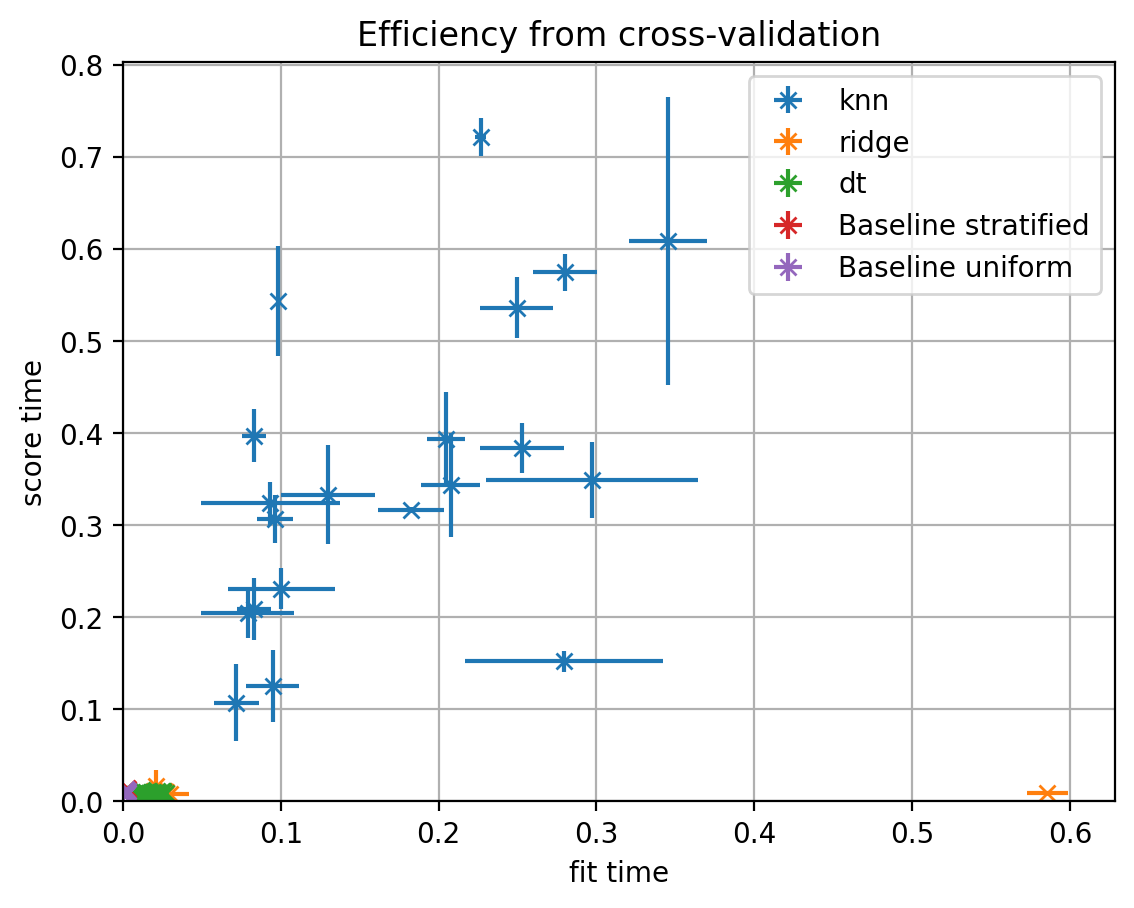 Efficiency from cross-validation
0.8
0.7
0.6
0.5
0.4
0.3
0.2
0.1
0.0
score time
knn
ridge
dt
Baseline stratified
Baseline uniform
0.0 0.1 0.2 0.3 0.4 0.5 0.6
fit time